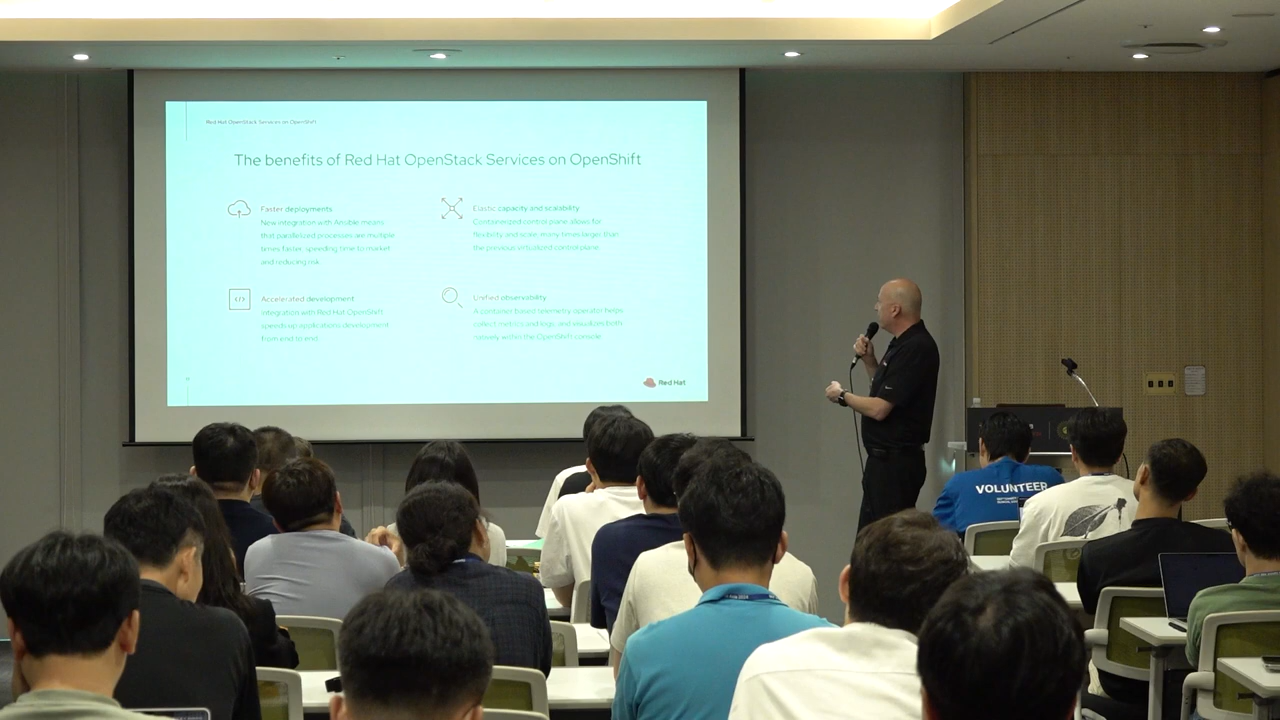 Red Hat OpenStack Services on OpenShift
The benefits of Red Hat OpenStack Services on OpenShift
Faster deployments
New integration with Ansible means
that parallelized processes are multiple
times faster, speeding time to market
and reducing risk
Elastic capacity and scalability
Containerized control plane allows for
flexibility and scale, many times larger than
the previous virtualized control plane.
Accelerated development
Integration with Red Hat OpenShift
speeds up applications development
from end to end
Unified observability
A container based telemetry operator helps
collect metrics and logs, and visualizes both
natively within the OpenShift console.
Red Hat
VOLUNTEER